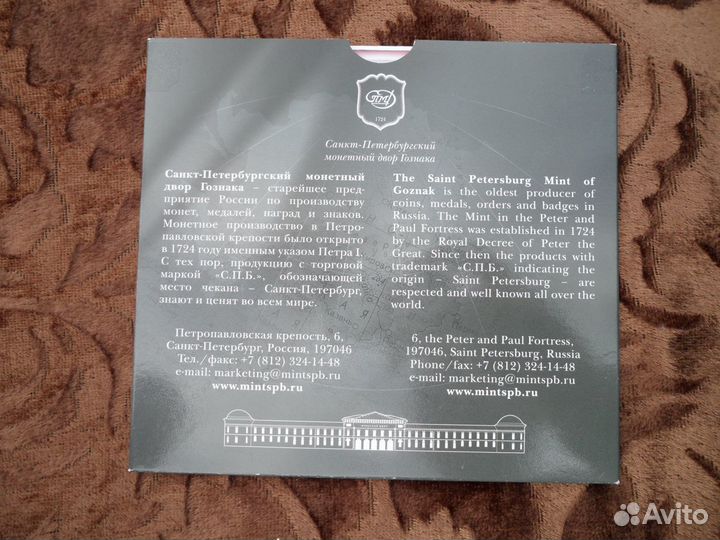 1724
Санкт-Петербургский
монетный двор Гознака
Санкт-Петербургский монетный
двор Гознака – старейшее пред-
приятие России по производству
монет, медалей, наград и знаков.
Монетное производство в Петро-
павловской крепости было открыто
в 1724 году именным указом Петра I.
С тех пор, продукцию с торговой
маркой «С.П.Б.», обозначающей
место чекана – Санкт-Петербург,
знают и ценят во всем мире.
Петропавловская крепость, 6,
Санкт-Петербург, Россия, 197046
Тел./факс: +7 (812) 324-14-48
e-mail: marketing@mintspb.ru
www.mintspb.ru
The Saint Petersburg Mint of
Goznak is the oldest producer of
coins, medals, orders and badges in
Russia. The Mint in the Peter and
Paul Fortress was established in 1724
by the Royal Decree of Peter the
Great. Since then the products with
trademark «С.П.Б.» indicating the
origin – Saint Petersburg – are
respected and well known all over the
world.
6, the Peter and Paul Fortress,
197046, Saint Petersburg, Russia
Phone/fax: +7 (812) 324-14-48
e-mail: marketing@mintspb.ru
www.mintspb.ru
Avito